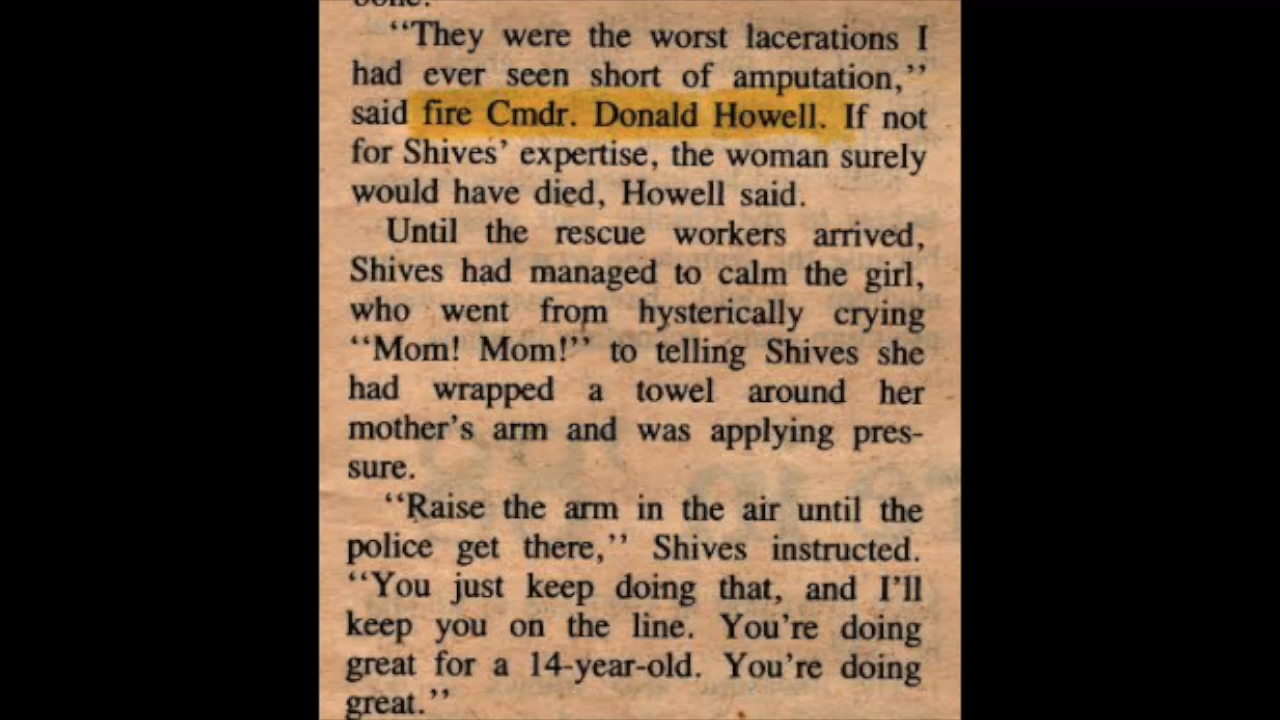 bone.
“They were the worst lacerations I
had ever seen short of amputation,”
said fire Cmdr. Donald Howell. If not
for Shives’ expertise, the woman surely
would have died, Howell said.
Until the rescue workers arrived,
Shives had managed to calm the girl,
who went from hysterically crying
“Mom! Mom!” to telling Shives she
had wrapped a towel around her
mother’s arm and was applying pres-
sure.
“Raise the arm in the air until the
police get there,” Shives instructed.
“You just keep doing that, and I’ll
keep you on the line. You’re doing
great for a 14-year-old. You’re doing
great.”